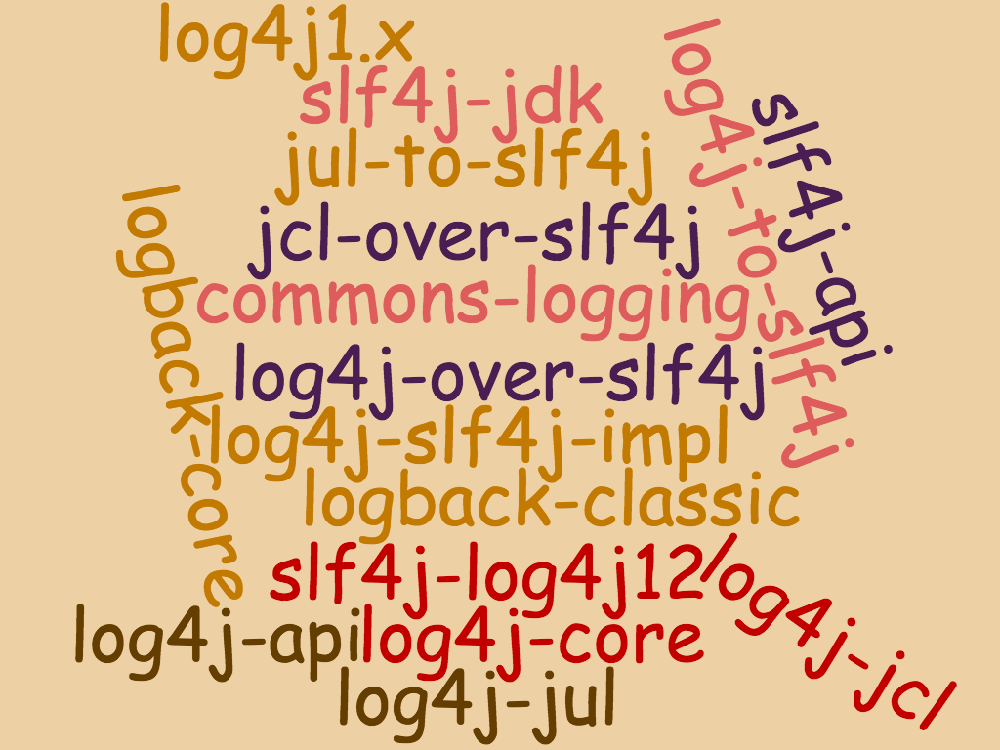 log4j1.x
slf4j-jdk
jul-to-slf4j
log4j-to-slf4j
slf4j-api
jcl-over-slf4j
logback-core
commons-logging
log4j-over-slf4j
log4j-slf4j-impl
logback-classic
slf4j-log4j12
log4j-jcl
log4j-api
log4j-core
log4j-jul